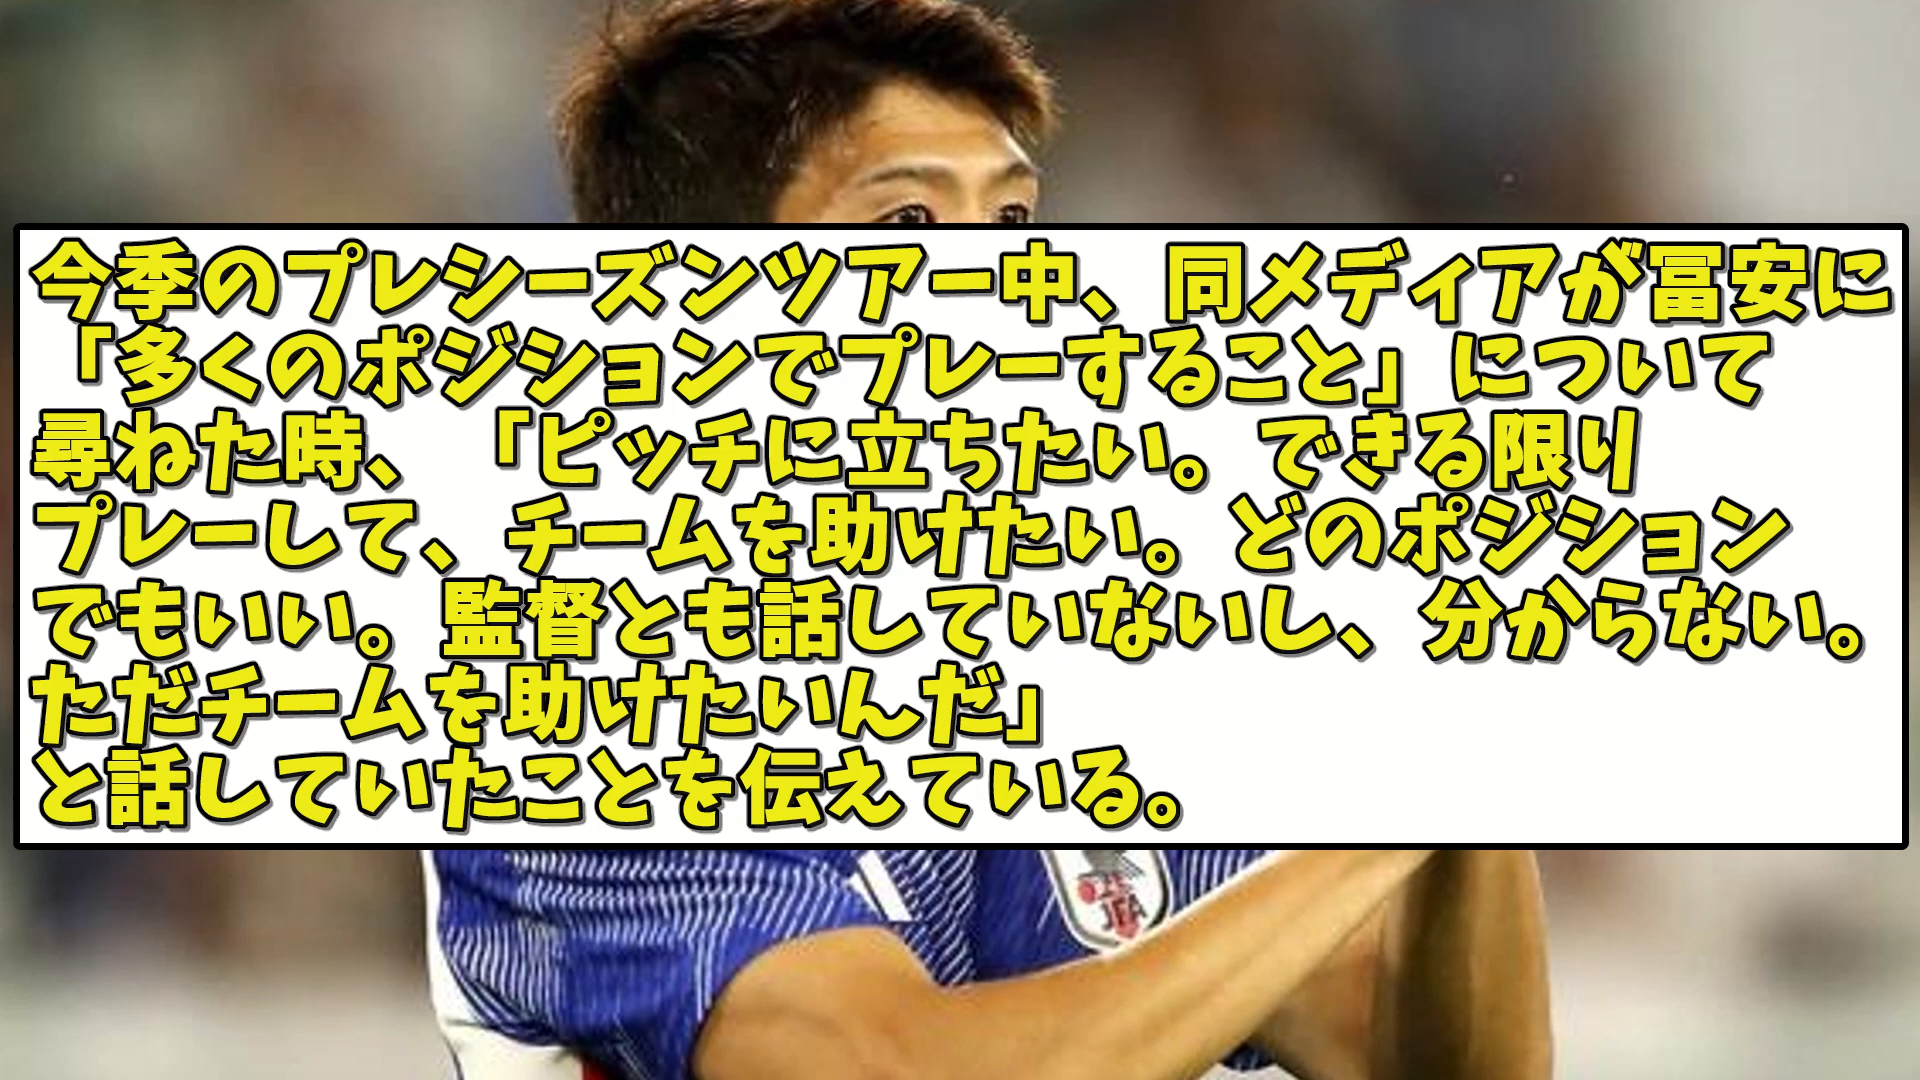 今季のプレシーズンツアー中、同メディアが冨安に
「多くのポジションでプレーすること」について
尋ねた時、「ピッチに立ちたい。できる限り
プレーして、チームを助けたい。どのポジション
でもいい。監督とも話していないし、分からない。
ただチームを助けたいんだ」
と話していたことを伝えている。
JFA